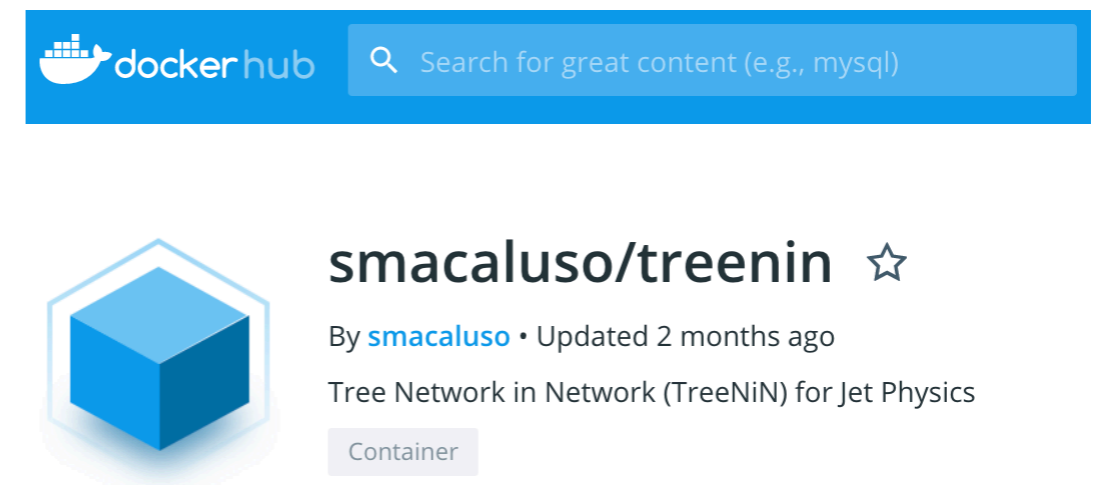 dockerhub
Search for great content (e.g., mysql)
smacaluso/treenin
By smacaluso • Updated 2 months ago
Tree Network in Network (TreeNiN) for Jet Physics
Container